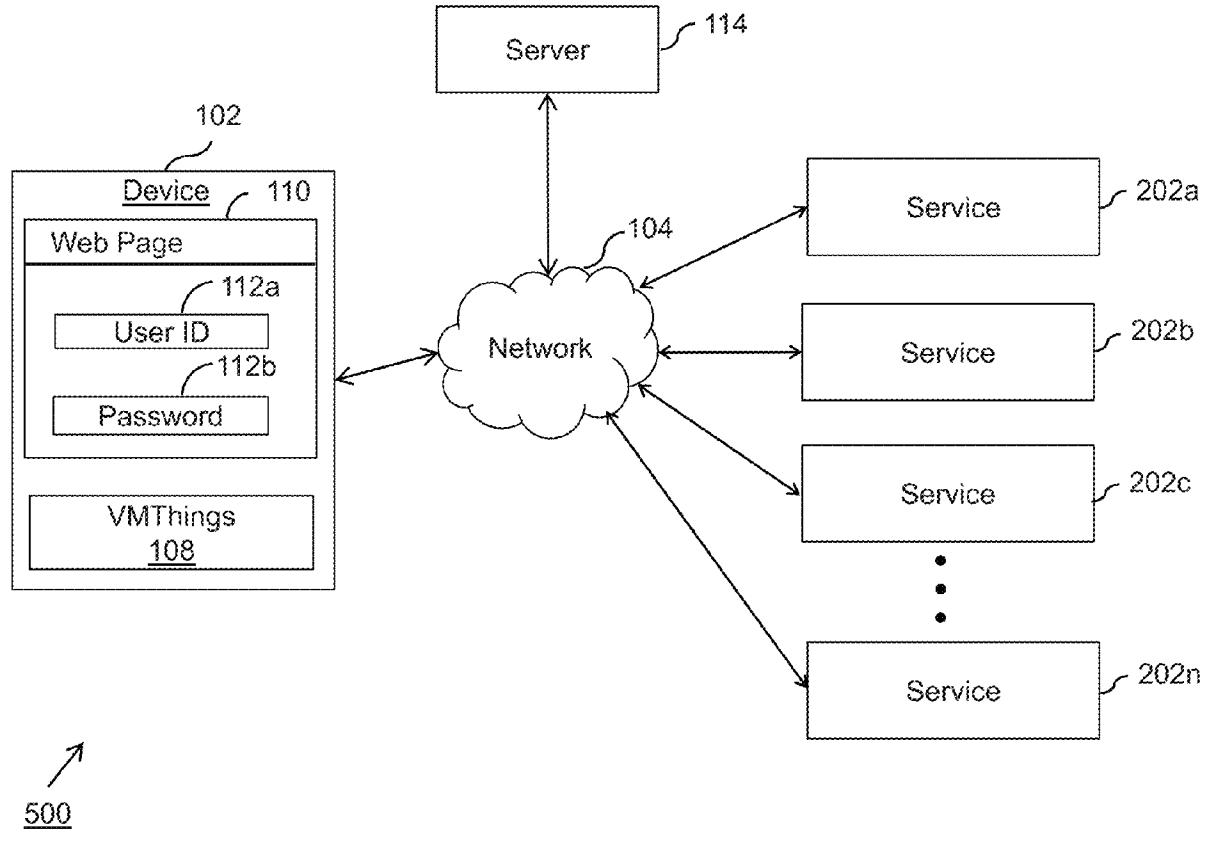 Server
114
102
Device
110
Web Page
112a
User ID
112b
Password
VMThings
108
104
Network
Service
202a
Service
202b
Service
202c
Service
202n
500